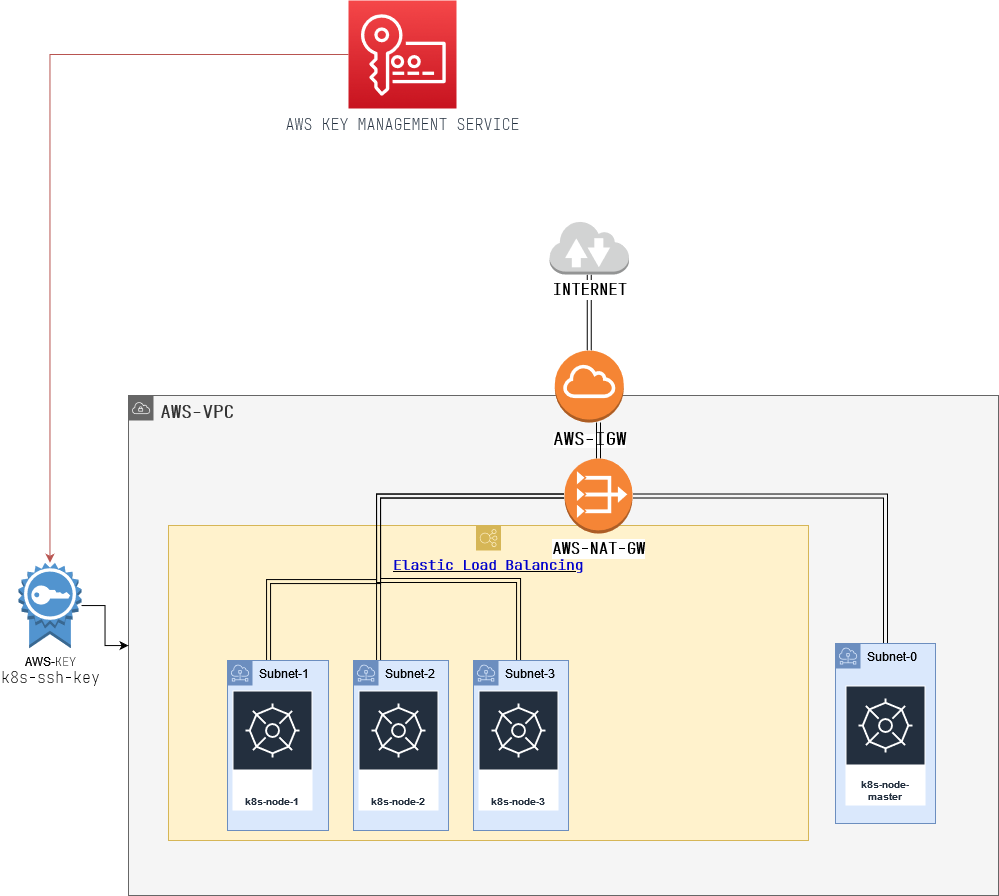 AWS KEY MANAGEMENT SERVICE
INTERNET
AWS-VPC
AWS-IGW
AWS-NAT-GW
Elastic Load Balancing
AWS-KEY
k8s-ssh-key
Subnet-1
Subnet-2
Subnet-3
Subnet-0
k8s-node-1
k8s-node-2
k8s-node-3
k8s-node-
master